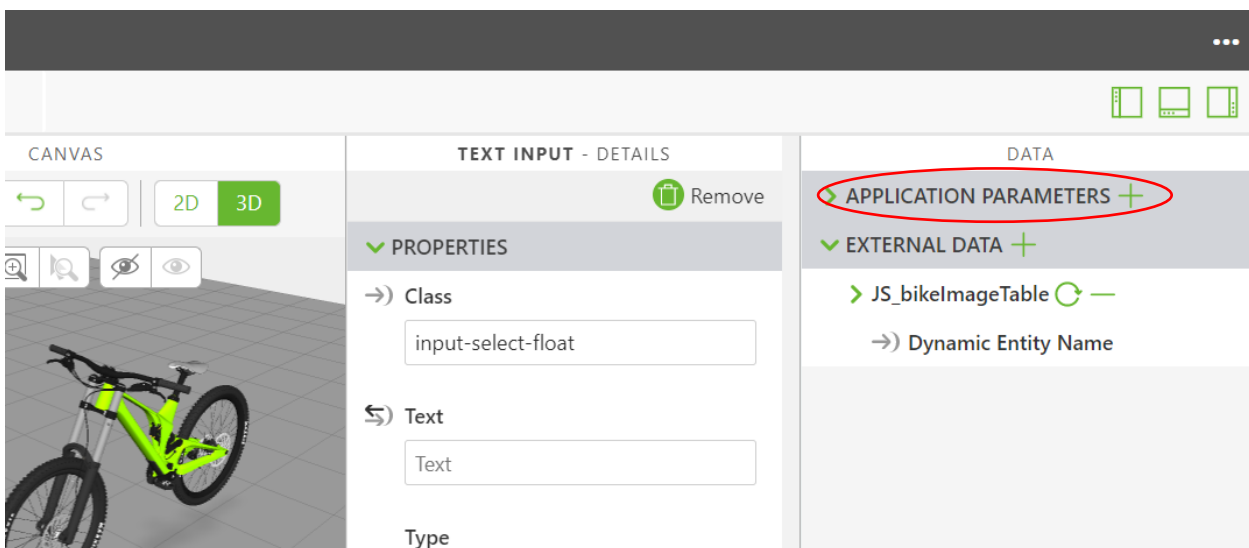 CANVAS
2D 3D
TEXT INPUT - DETAILS
Remove
PROPERTIES
Class
input-select-float
Text
Text
Type
DATA
APPLICATION PARAMETERS
EXTERNAL DATA
JS_bikeImageTable
Dynamic Entity Name